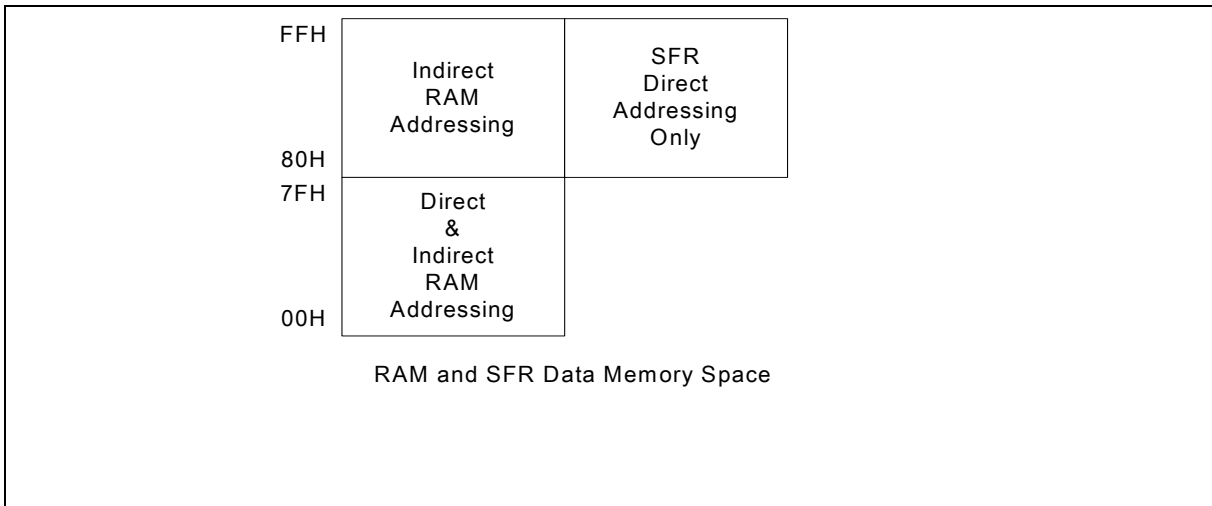 FFH
Indirect
RAM
Addressing
80H
SFR
Direct
Addressing
Only
7FH
Direct
&
Indirect
RAM
Addressing
00H
RAM and SFR Data Memory Space